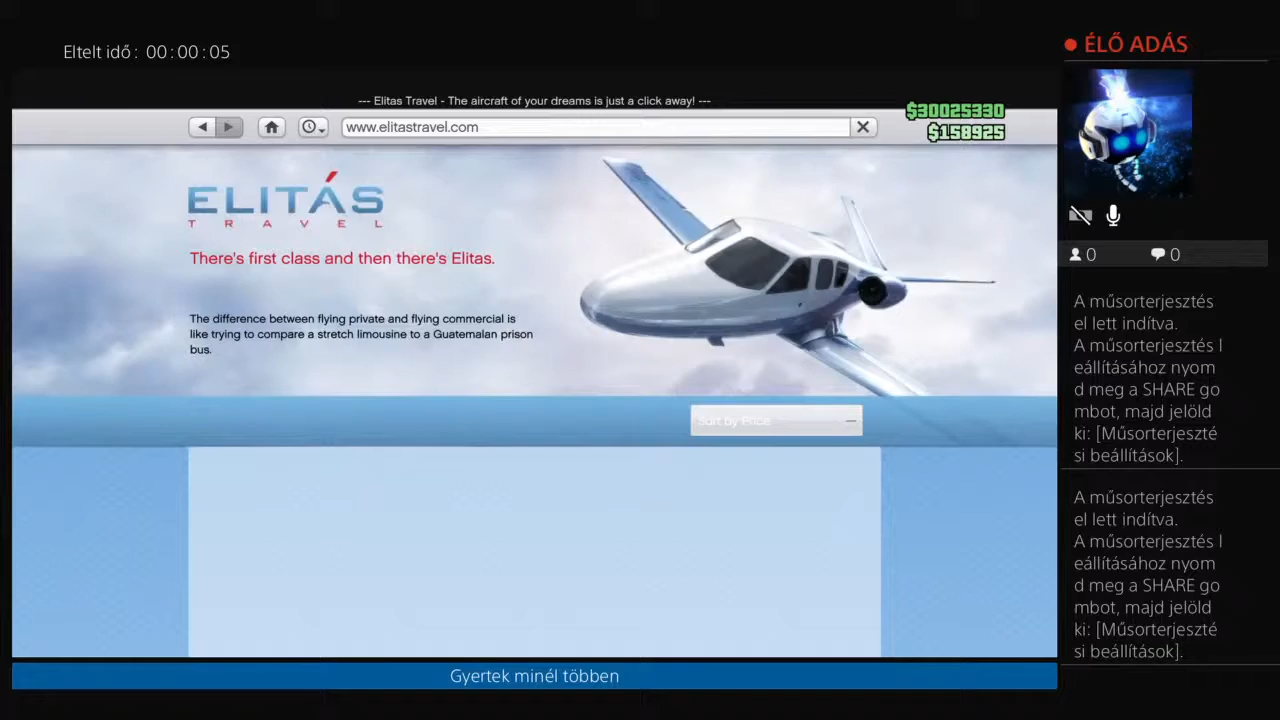 Eltelt idő: 00:00:05
ÉLŐ ADÁS
--- Elitas Travel - The aircraft of your dreams is just a click away! ---
www.elitastravel.com
$30025330
$158925
ELITÁS
TRAVEL
There's first class and then there's Elitas.
The difference between flying private and flying commercial is
like trying to compare a stretch limousine to a Guatemalan prison
bus.
Sort by Price
0
0
A műsorterjesztés
el lett indítva.
A műsorterjesztés l
eállításához nyom
d meg a SHARE go
mbot, majd jelöld
ki: [Műsorterjeszté
si beállítások].
A műsorterjesztés
el lett indítva.
A műsorterjesztés l
eállításához nyom
d meg a SHARE go
mbot, majd jelöld
ki: [Műsorterjeszté
si beállítások].
Gyertek minél többen